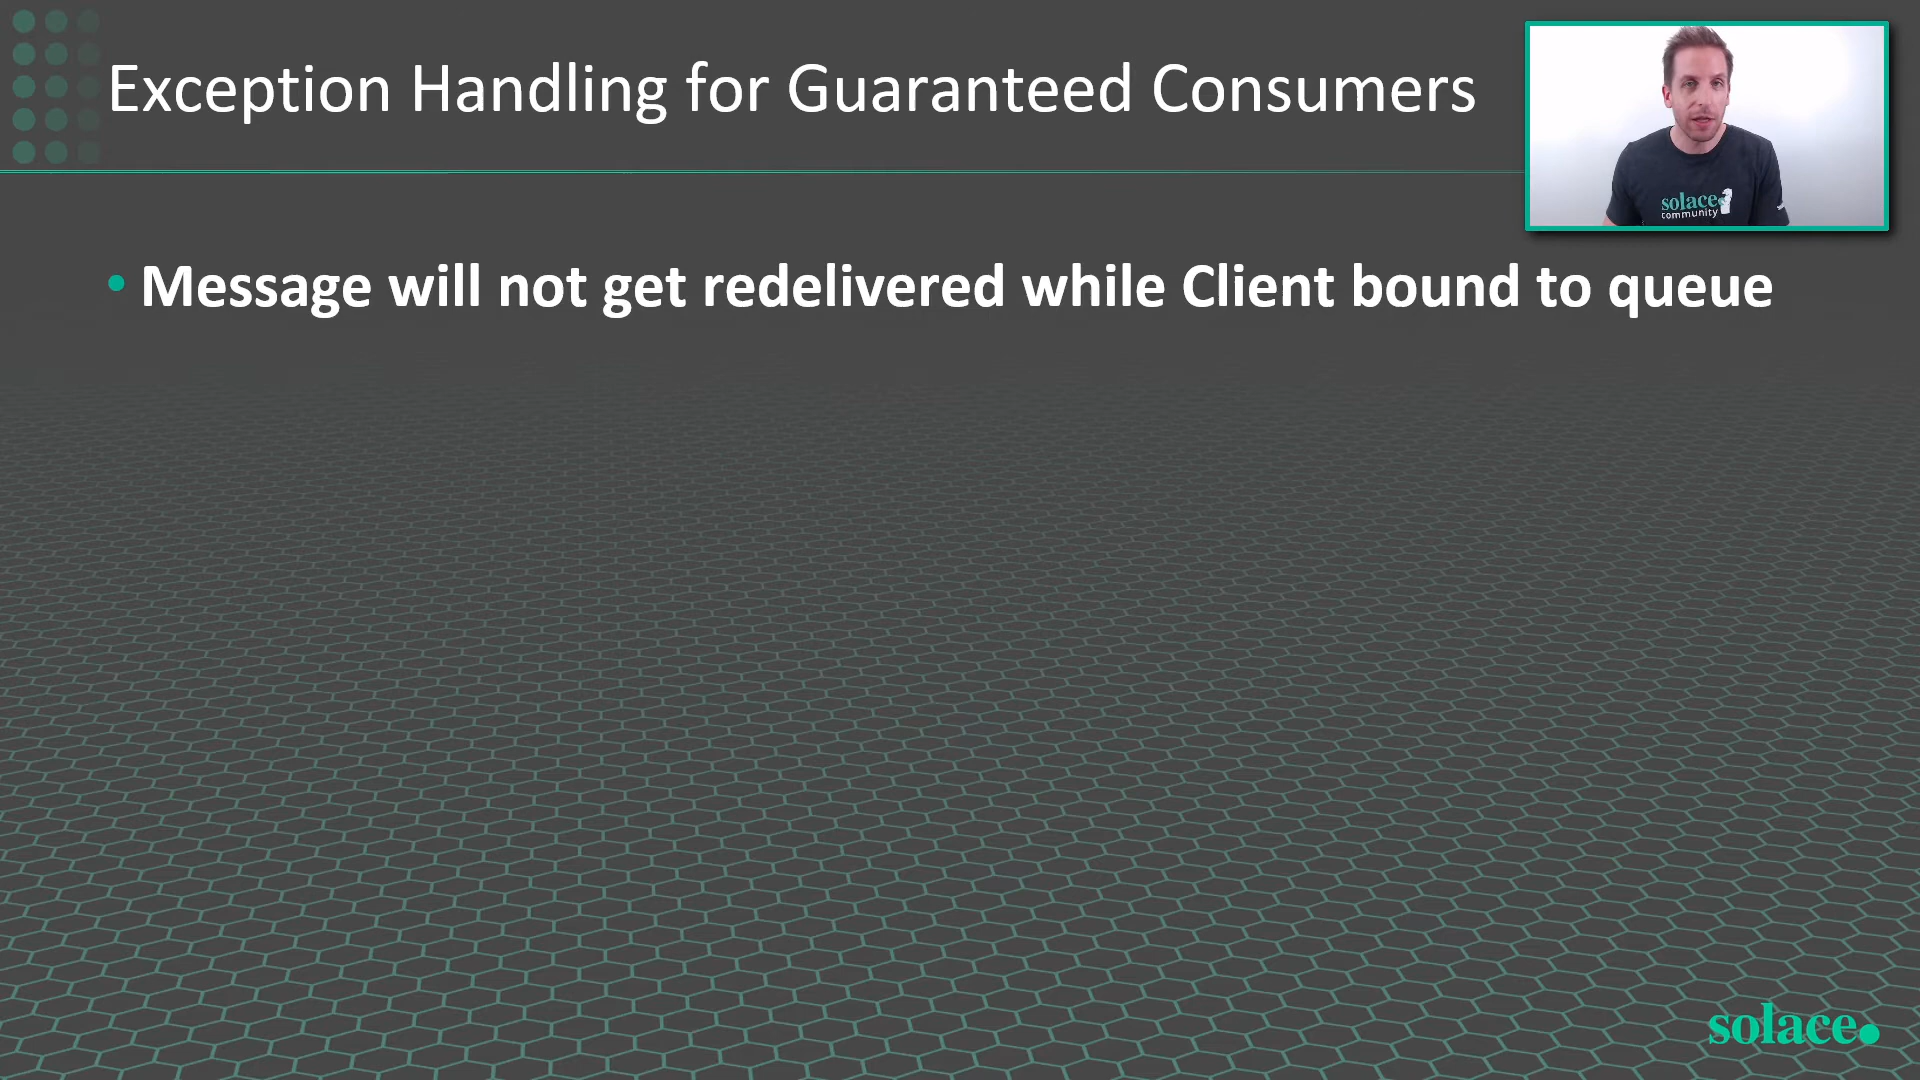 Exception Handling for Guaranteed Consumers
solace
community
• Message will not get redelivered while Client bound to queue
solace.